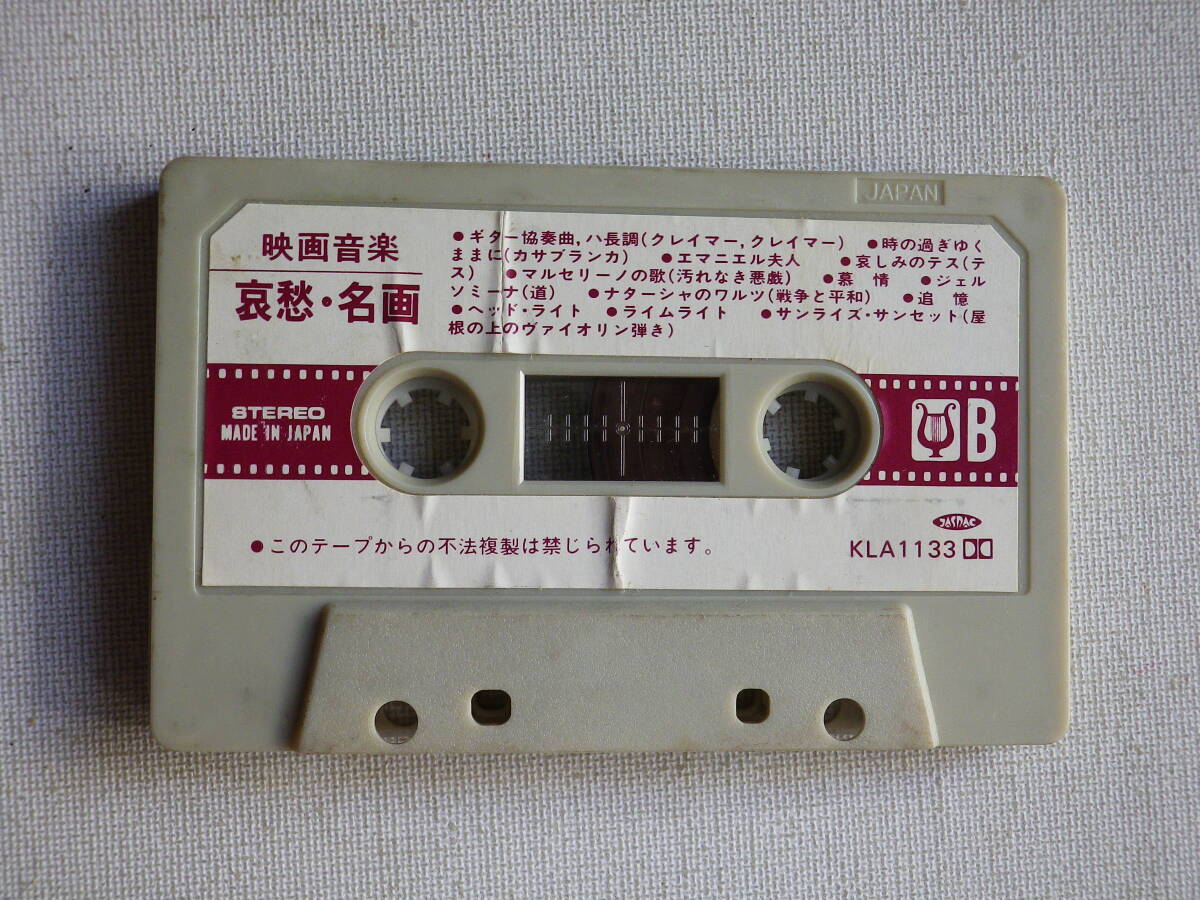 JAPAN
映画音楽
哀愁・名画
●ギター協奏曲,ハ長調(クレイマー,クレイマー) ●時の過ぎゆく
ままに(カサブランカ) ●エマニエル夫人 ●哀しみのテス(テ
ス) ●マルセリーノの歌(汚れなき悪戯) ●慕 情 ●ジェル
ソミーナ(道) ●ナターシャのワルツ(戦争と平和) ●追 憶
●ヘッド・ライト ●ライムライト ●サンライズ・サンセット(屋
根の上のヴァイオリン弾き)
STEREO
MADE IN JAPAN
B
JASRAC
●このテープからの不法複製は禁じられています。
KLA1133